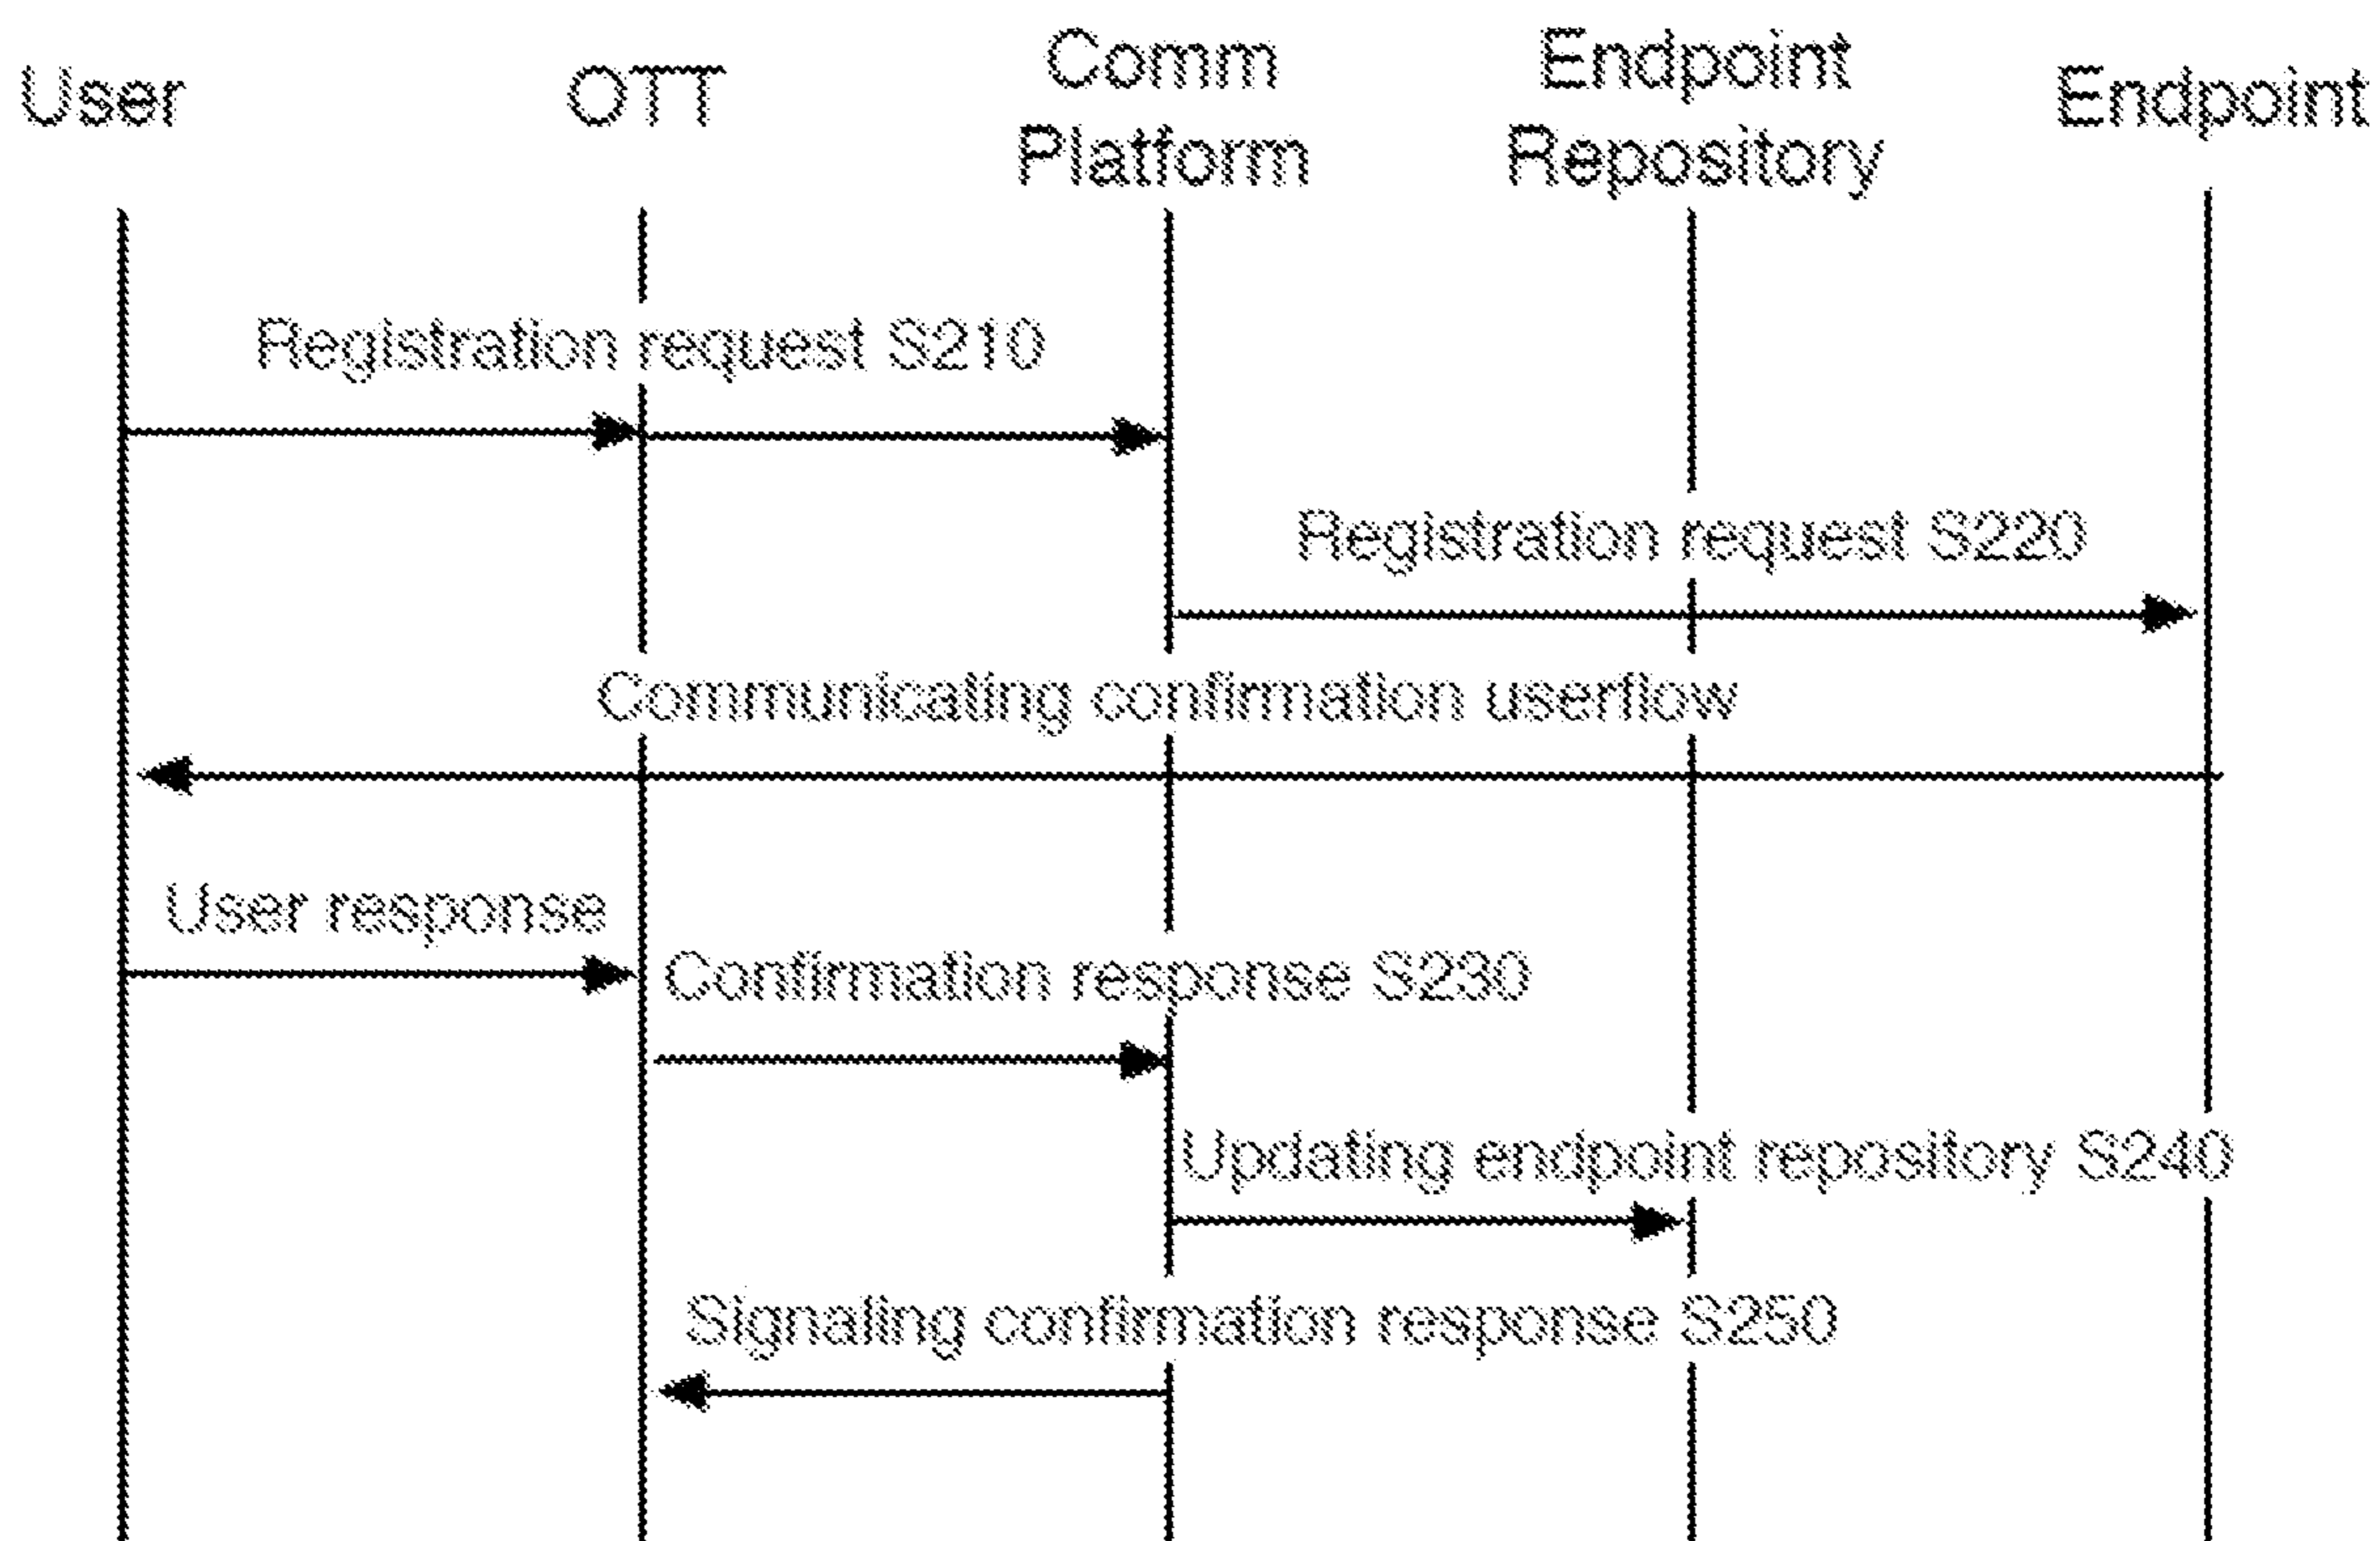 User
OTT
Comm
Platform
Endpoint
Repository
Endpoint
Registration request S210
Registration request S220
Communicating confirmation userflow
User response
Confirmation response S230
Updating endpoint repository S240
Signaling confirmation response S250